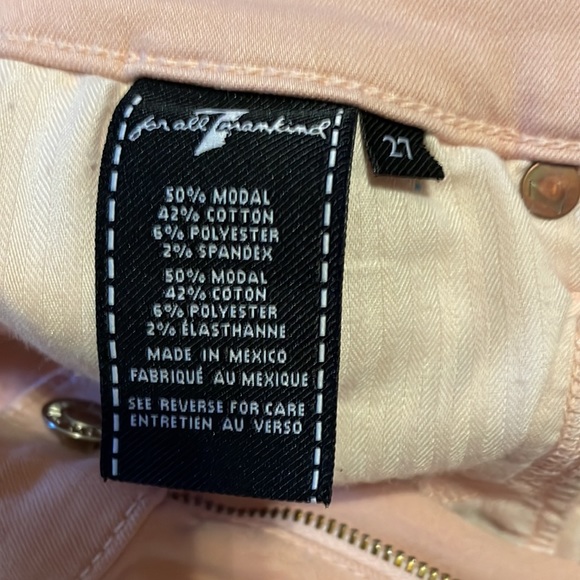 for all 7 mankind
27
50% MODAL
42% COTTON
6% POLYESTER
2% SPANDEX
50% MODAL
42% COTON
6% POLYESTER
2% ÉLASTHANNE
MADE IN MEXICO
FABRIQUÉ AU MEXIQUE
SEE REVERSE FOR CARE
ENTRETIEN AU VERSO